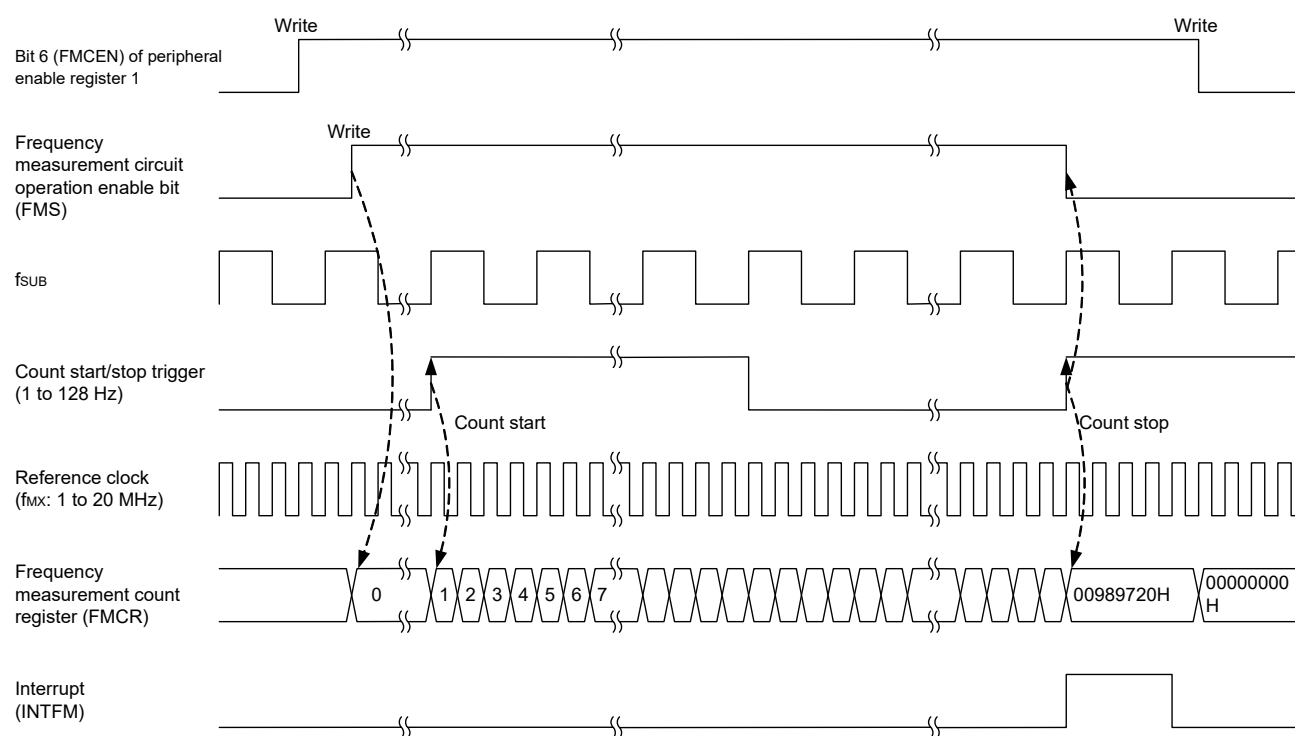 Write
Write
Bit 6 (FMCEN) of peripheral
enable register 1
Write
Frequency
measurement circuit
operation enable bit
(FMS)
fSUB
Count start/stop trigger
(1 to 128 Hz)
Count start
Count stop
Reference clock
(fMX: 1 to 20 MHz)
Frequency
measurement count
register (FMCR)
0
1
2
3
4
5
6
7
00989720H
00000000
H
Interrupt
(INTFM)